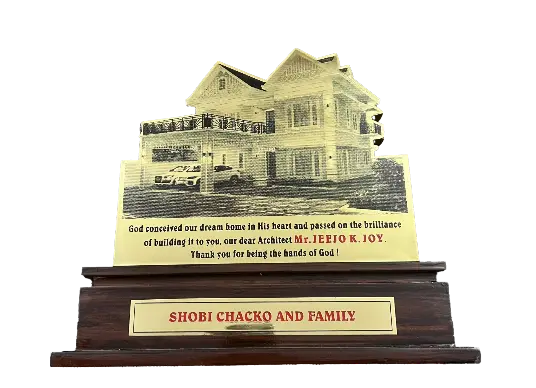 God conceived our dream home in His heart and passed on the brilliance
of building it to you, our dear Architect Mr. JEEJO K. JOY.
Thank you for being the hands of God !
SHOBI CHACKO AND FAMILY